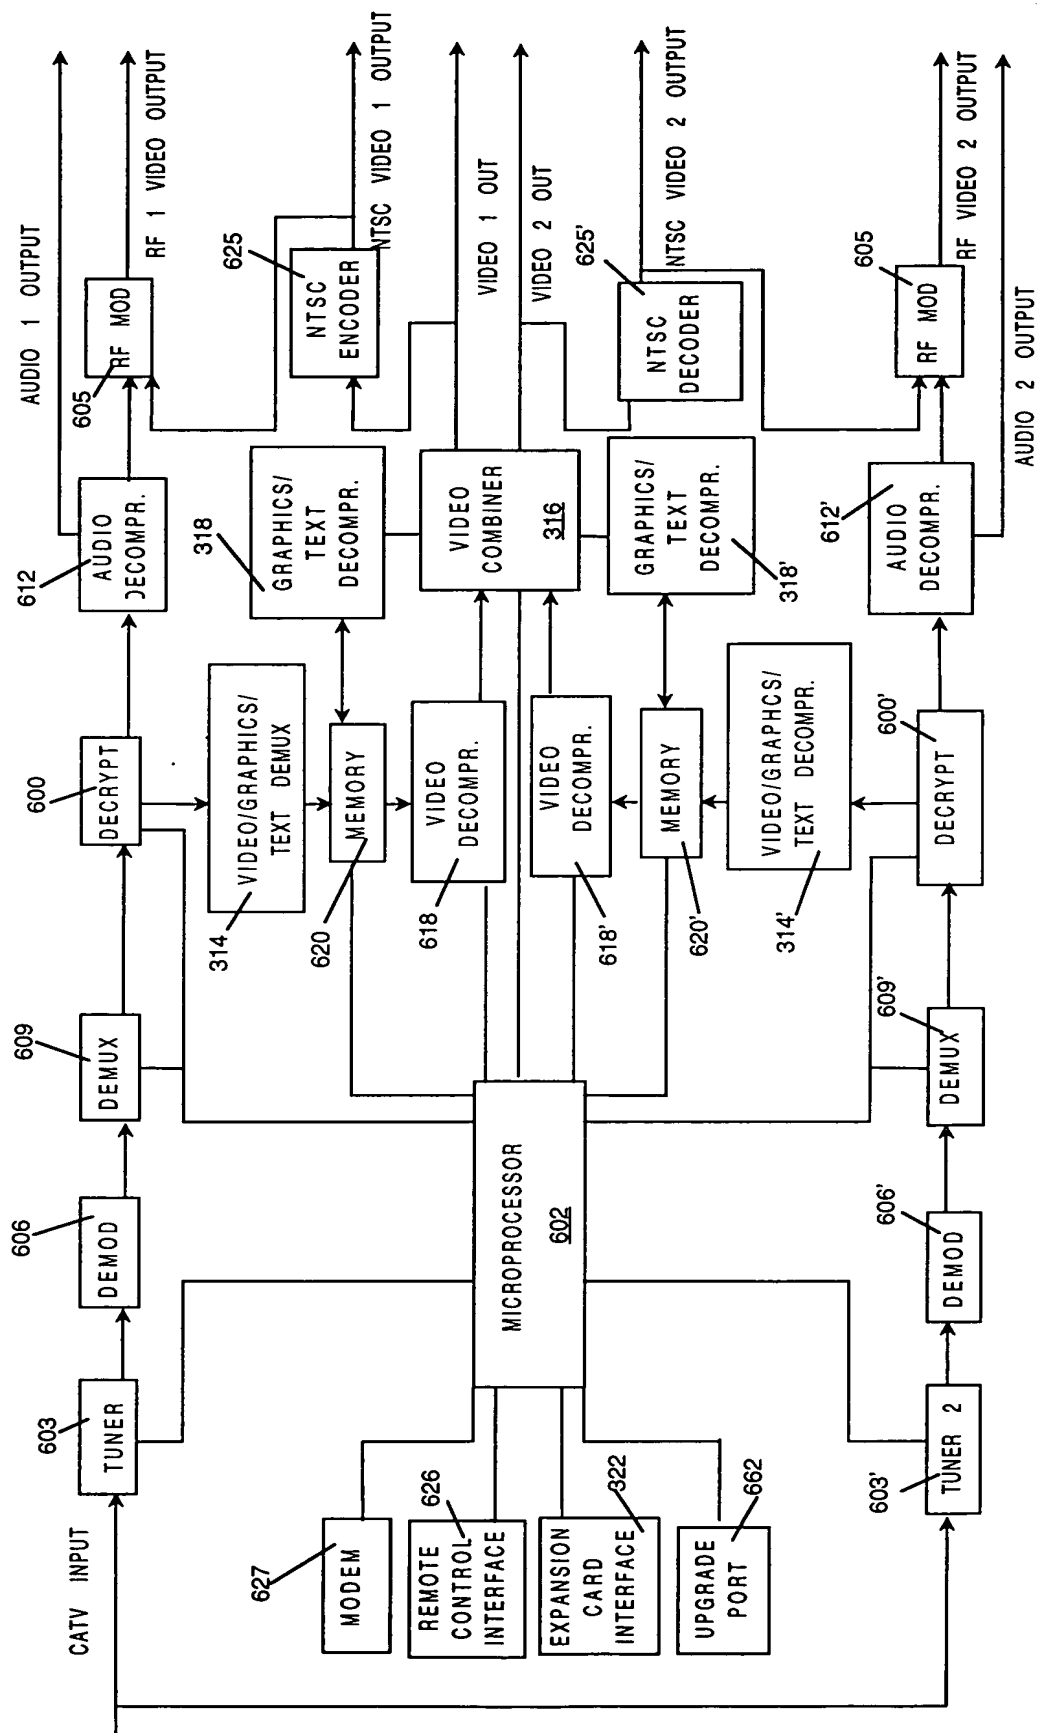 CATV INPUT
603
TUNER
606
DEMOD
609
DEMUX
600
DECRYPT
612
AUDIO
DECOMPR.
605
RF MOD
AUDIO 1 OUTPUT
RF 1 VIDEO OUTPUT
314
VIDEO/GRAPHICS/
TEXT DEMUX
318
GRAPHICS/
TEXT
DECOMPR.
625
NTSC
ENCODER
NTSC VIDEO 1 OUTPUT
620
MEMORY
618
VIDEO
DECOMPR.
VIDEO
COMBINER
316
VIDEO 1 OUT
VIDEO 2 OUT
627
MODEM
626
REMOTE
CONTROL
INTERFACE
322
EXPANSION
CARD
INTERFACE
662
UPGRADE
PORT
MICROPROCESSOR
602
618'
VIDEO
DECOMPR.
625'
NTSC
DECODER
NTSC VIDEO 2 OUTPUT
620'
MEMORY
GRAPHICS/
TEXT
DECOMPR.
318'
314'
VIDEO/GRAPHCS/
TEXT DECOMPR.
603'
TUNER 2
606'
DEMOD
609'
DEMUX
600'
DECRYPT
612'
AUDIO
DECOMPR.
605
RF MOD
RF VIDEO 2 OUTPUT
AUDIO 2 OUTPUT